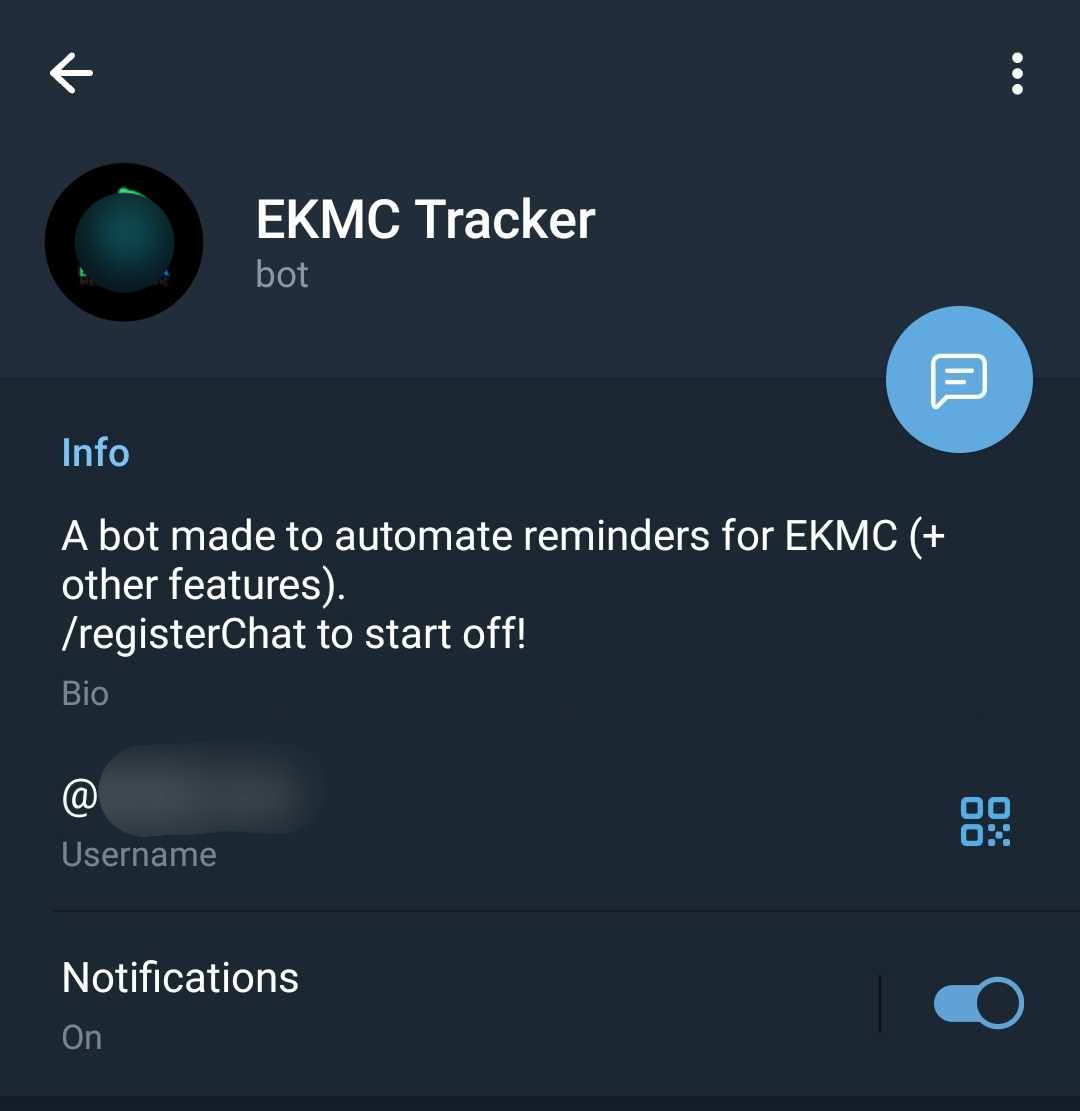 EKMC Tracker
bot
Info
A bot made to automate reminders for EKMC (+
other features).
/registerChat to start off!
Bio
@
Username
Notifications
On